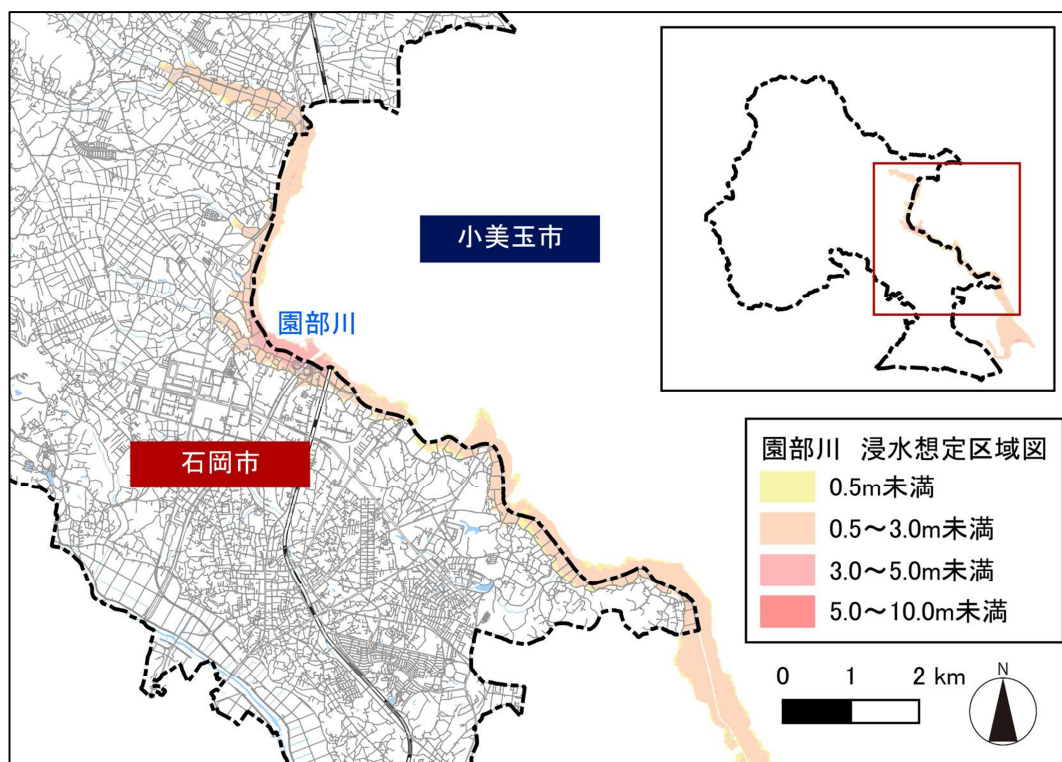 小美玉市
園部川
石岡市
園部川 浸水想定区域図
0.5m未満
0.5～3.0m未満
3.0～5.0m未満
5.0～10.0m未満
0 1 2 km
N